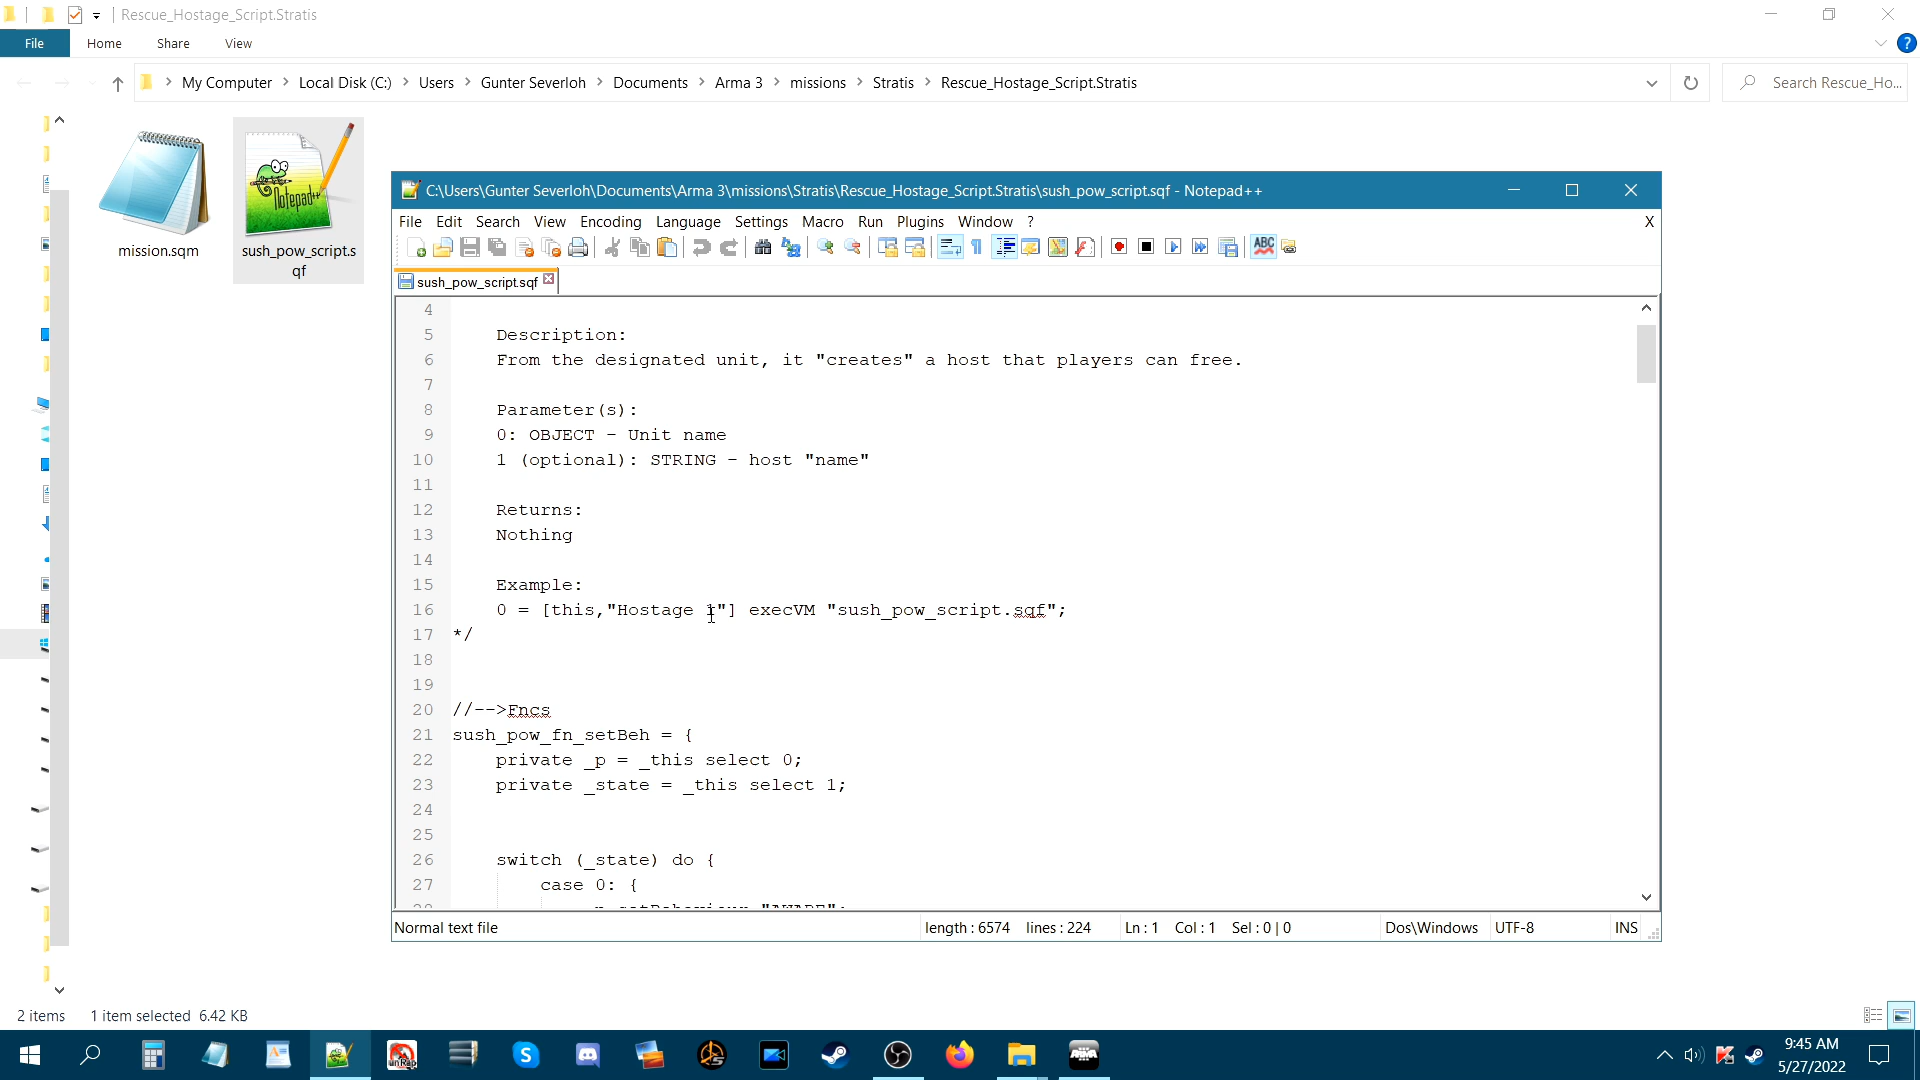 Rescue_Hostage_Script.Stratis
File Home Share View
My Computer Local Disk (C:) Users Gunter Severloh Documents Arma 3 missions Stratis Rescue_Hostage_Script.Stratis
Search Rescue_Ho...
mission.sqm
sush_pow_script.s
qf
C:\Users\Gunter Severloh\Documents\Arma 3\missions\Stratis\Rescue_Hostage_Script.Stratis\sush_pow_script.sqf - Notepad++
File Edit Search View Encoding Language Settings Macro Run Plugins Window ? X
sush_pow_script.sqf
4
5 Description:
6 From the designated unit, it "creates" a host that players can free.
7
8 Parameter(s):
9 0: OBJECT - Unit name
10 1 (optional): STRING - host "name"
11
12 Returns:
13 Nothing
14
15 Example:
16 0 = [this,"Hostage 1"] execVM "sush_pow_script.sqf";
17 */
18
19
20 //-->Fncs
21 sush_pow_fn_setBeh = {
22 private _p = _this select 0;
23 private _state = _this select 1;
24
25
26 switch (_state) do {
27 case 0: {
Normal text file length : 6574 lines : 224 Ln : 1 Col : 1 Sel : 0 | 0 Dos\Windows UTF-8 INS
2 items 1 item selected 6.42 KB
9:45 AM
5/27/2022